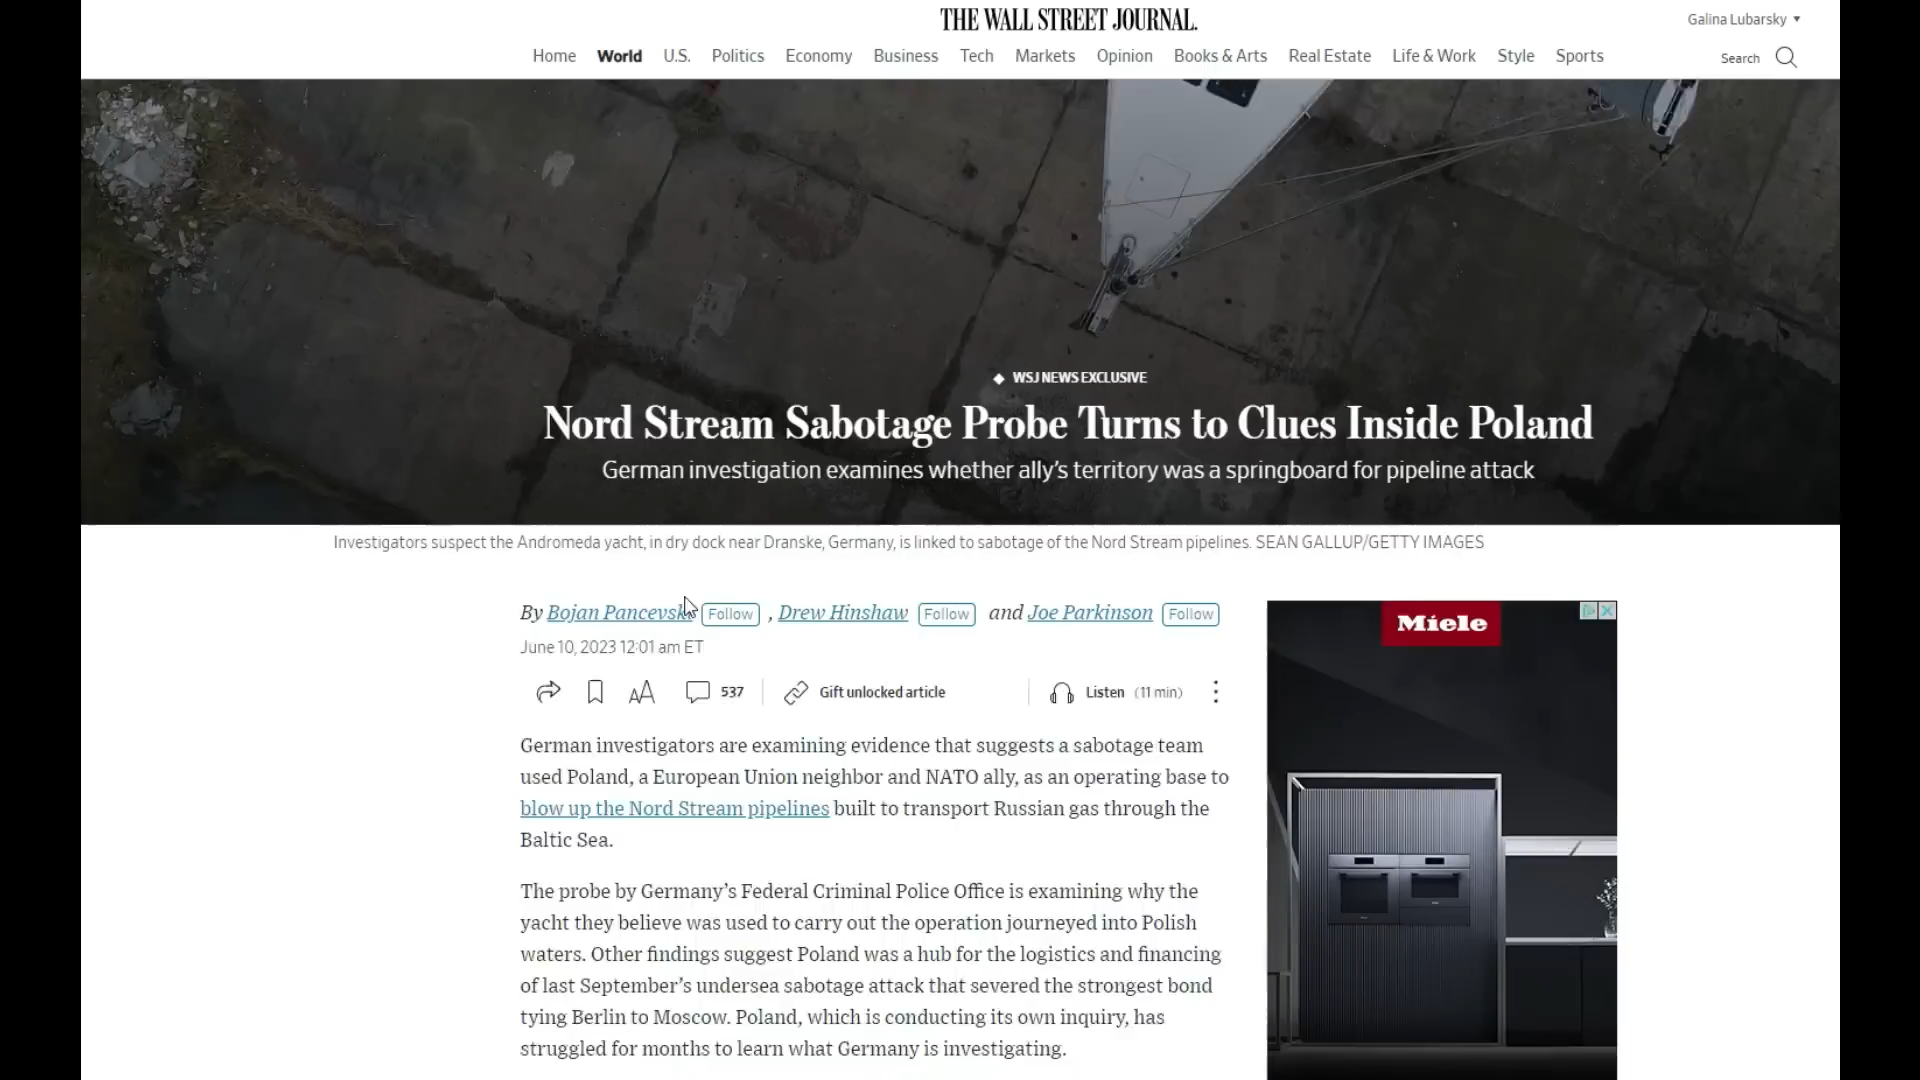 THE WALL STREET JOURNAL.
Galina Lubarsky
Home World U.S. Politics Economy Business Tech Markets Opinion Books & Arts Real Estate Life & Work Style Sports
Search
WSJ NEWS EXCLUSIVE
Nord Stream Sabotage Probe Turns to Clues Inside Poland
German investigation examines whether ally's territory was a springboard for pipeline attack
Investigators suspect the Andromeda yacht, in dry dock near Dranske, Germany, is linked to sabotage of the Nord Stream pipelines. SEAN GALLUP/GETTY IMAGES
By Bojan Pancevski Follow , Drew Hinshaw Follow and Joe Parkinson Follow
June 10, 2023 12:01 am ET
AA 537 Gift unlocked article Listen (11 min)
German investigators are examining evidence that suggests a sabotage team
used Poland, a European Union neighbor and NATO ally, as an operating base to
blow up the Nord Stream pipelines built to transport Russian gas through the
Baltic Sea.
The probe by Germany's Federal Criminal Police Office is examining why the
yacht they believe was used to carry out the operation journeyed into Polish
waters. Other findings suggest Poland was a hub for the logistics and financing
of last September's undersea sabotage attack that severed the strongest bond
tying Berlin to Moscow. Poland, which is conducting its own inquiry, has
struggled for months to learn what Germany is investigating.
Miele